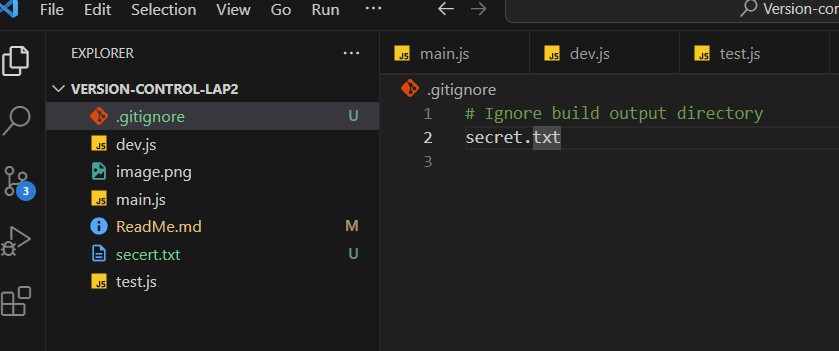 File Edit Selection View Go Run ... Version-cor
EXPLORER ...
main.js dev.js test.js
VERSION-CONTROL-LAP2
.gitignore U
dev.js
image.png
main.js
ReadMe.md M
secert.txt U
test.js
3
.gitignore
1 # Ignore build output directory
2 secret.txt
3